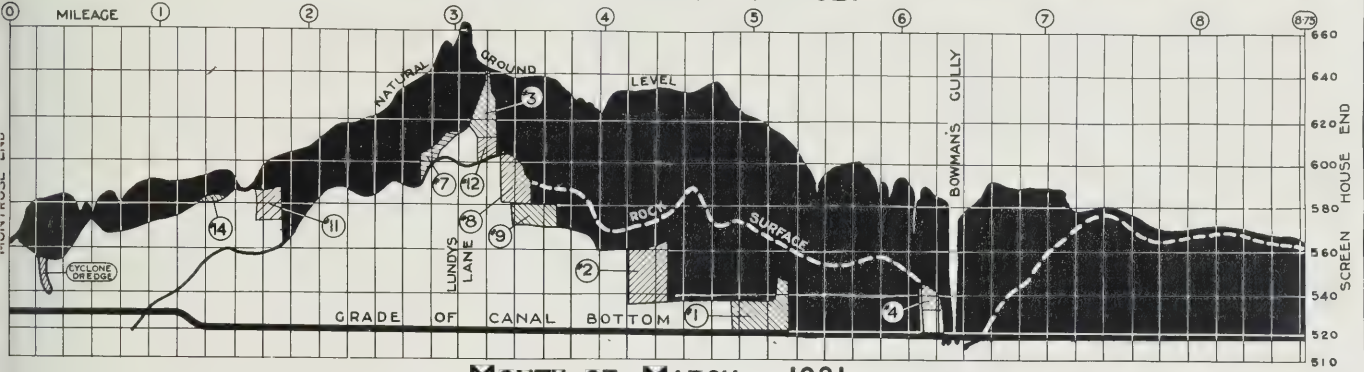 MILEAGE
0 1 2 3 4 5 6 7 8 8·75
660
640
620
600
580
560
540
520
510
NATURAL GROUND LEVEL
BOWMAN'S GULLY
SCREEN HOUSE END
MONTROSE END
#3
#7
#12
#14
#11
#8
#9
LUNDYS LANE
ROCK SURFACE
#2
CYCLONE DREDGE
#1
#4
GRADE OF CANAL BOTTOM
MONTH OF MARCH 1921